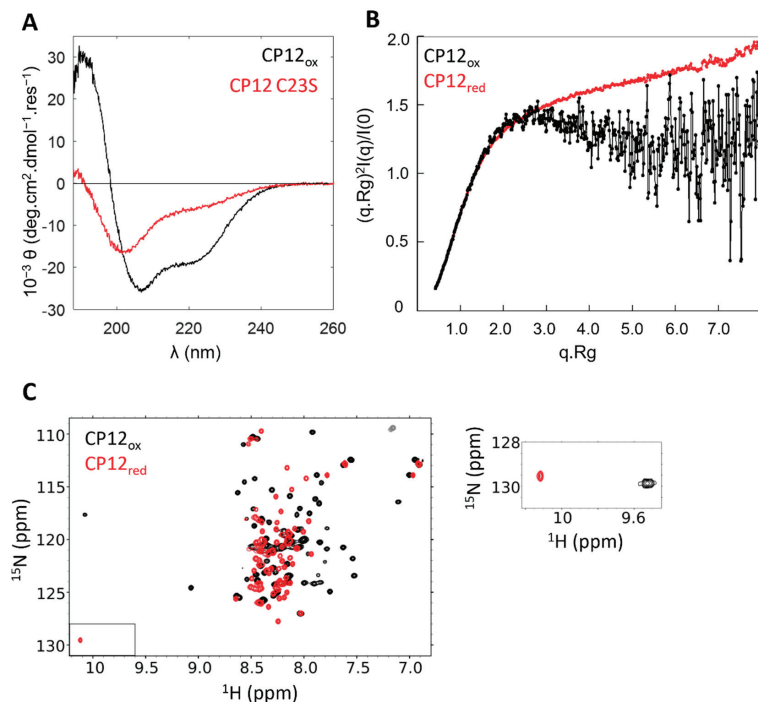 A
CP12ox
CP12 C23S
10⁻³ θ (deg.cm².dmol⁻¹.res⁻¹)
30
20
10
0
-10
-20
-30
200
220
240
260
λ (nm)
B
CP12ox
CP12red
(q.Rg)²I(q)/I(0)
2.0
1.5
1.0
0.5
0
1.0
2.0
3.0
4.0
5.0
6.0
7.0
q.Rg
C
CP12ox
CP12red
¹⁵N (ppm)
110
115
120
125
130
10
9.5
9.0
8.5
8.0
7.5
7.0
¹H (ppm)
¹⁵N (ppm)
128
130
10
9.6
¹H (ppm)